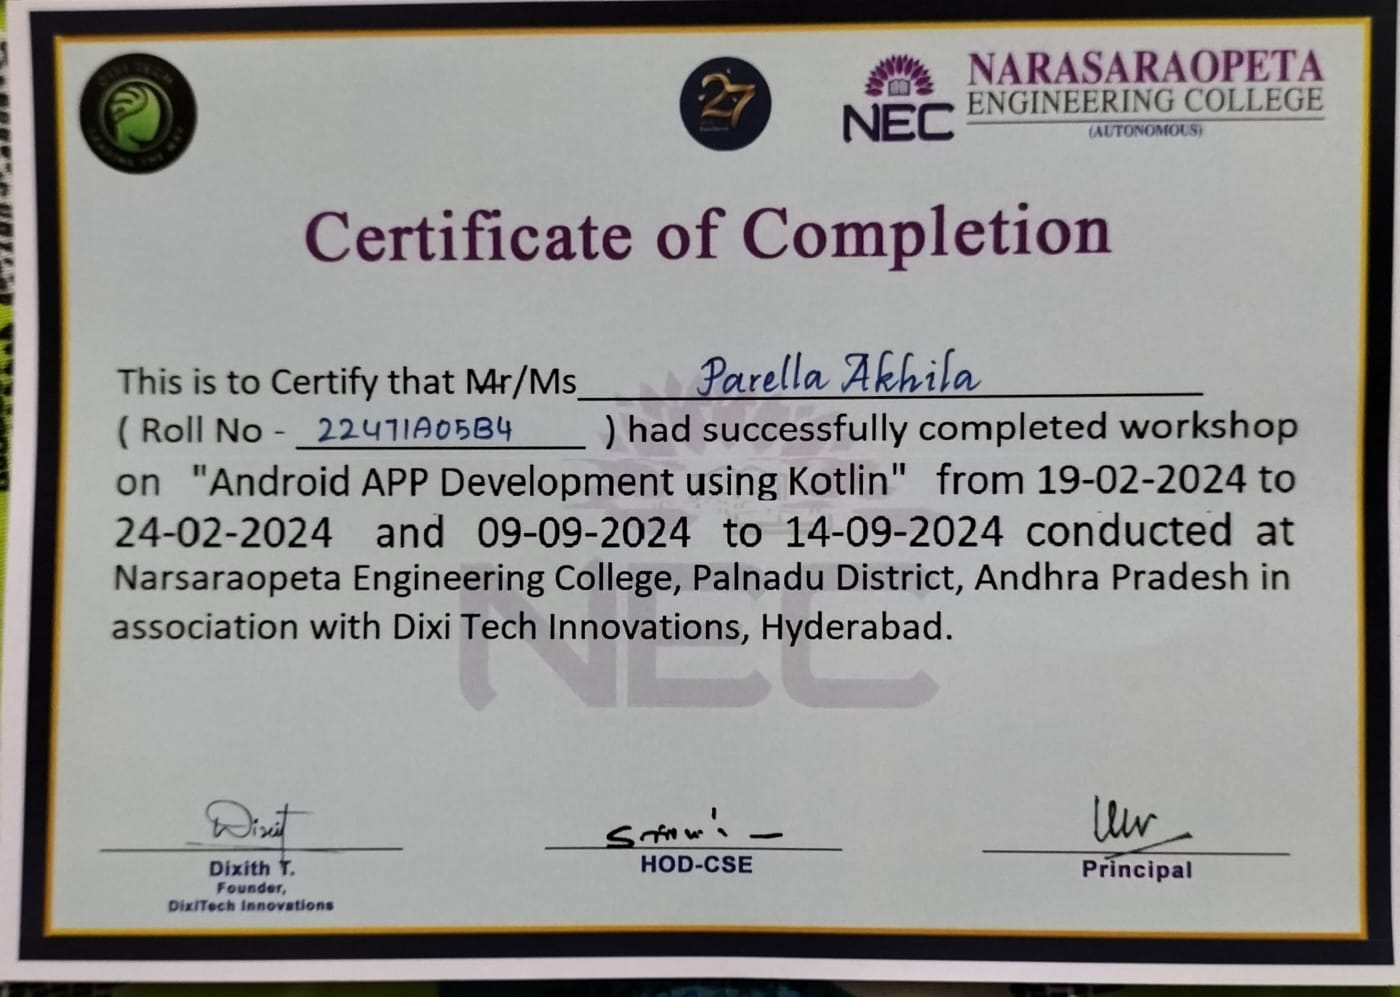 DIXI TECH
27
NEC
NARASARAOPETA
ENGINEERING COLLEGE
(AUTONOMOUS)
Certificate of Completion
This is to Certify that Mr/Ms Parella Akhila
( Roll No - 22471A05B4 ) had successfully completed workshop
on "Android APP Development using Kotlin" from 19-02-2024 to
24-02-2024 and 09-09-2024 to 14-09-2024 conducted at
Narsaraopeta Engineering College, Palnadu District, Andhra Pradesh in
association with Dixi Tech Innovations, Hyderabad.
NEC
Dixit
Dixith T.
Founder,
DixiTech Innovations
HOD-CSE
Principal